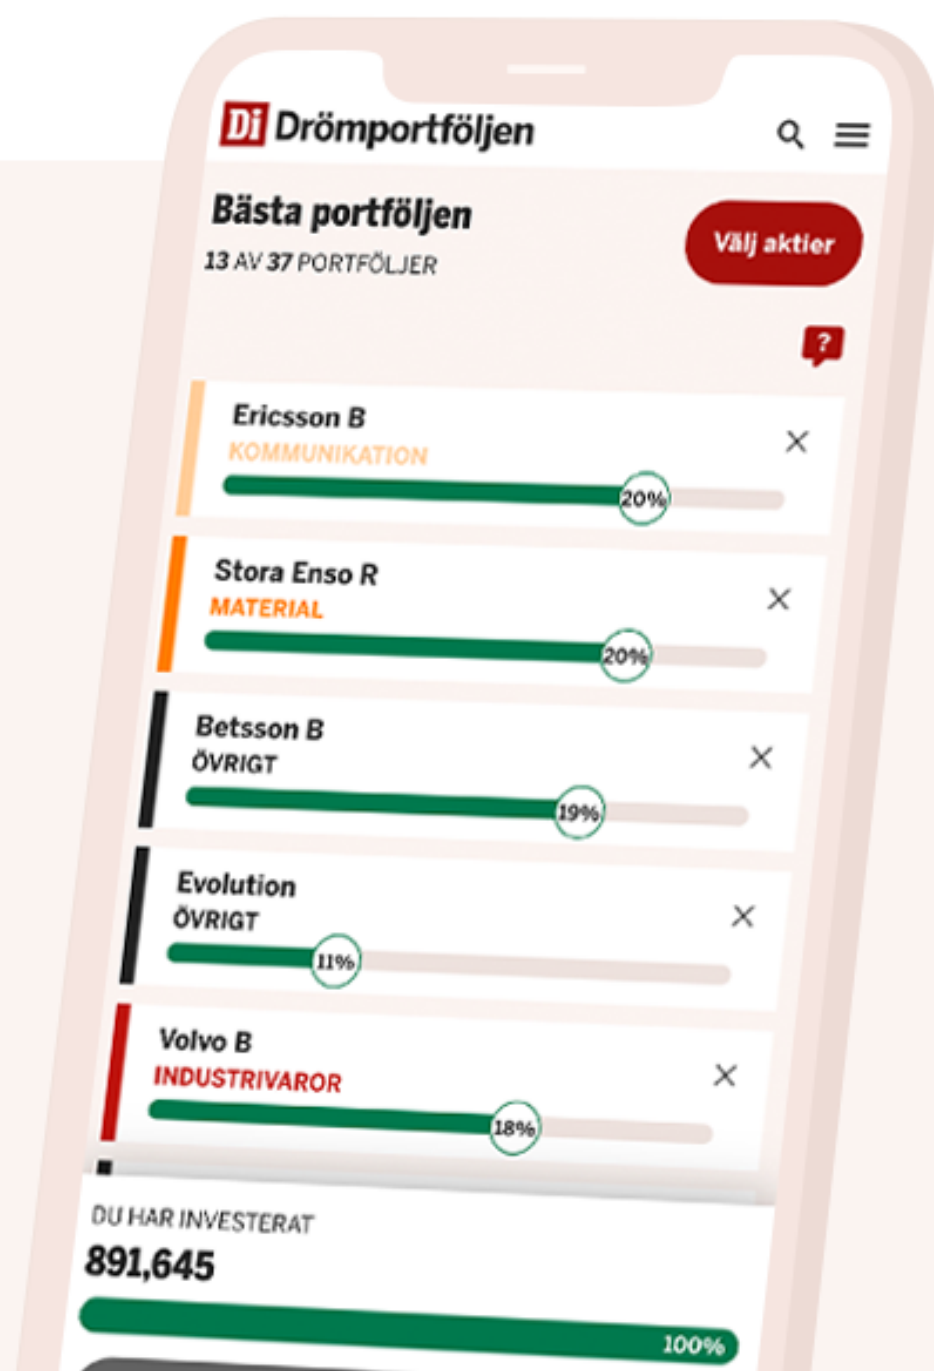 Di Drömportföljen
Bästa portföljen
Välj aktier
13 AV 37 PORTFÖLJER
?
Ericsson B
KOMMUNIKATION
20%
Stora Enso R
MATERIAL
20%
Betsson B
ÖVRIGT
19%
Evolution
ÖVRIGT
11%
Volvo B
INDUSTRIVAROR
18%
DU HAR INVESTERAT
891,645
100%